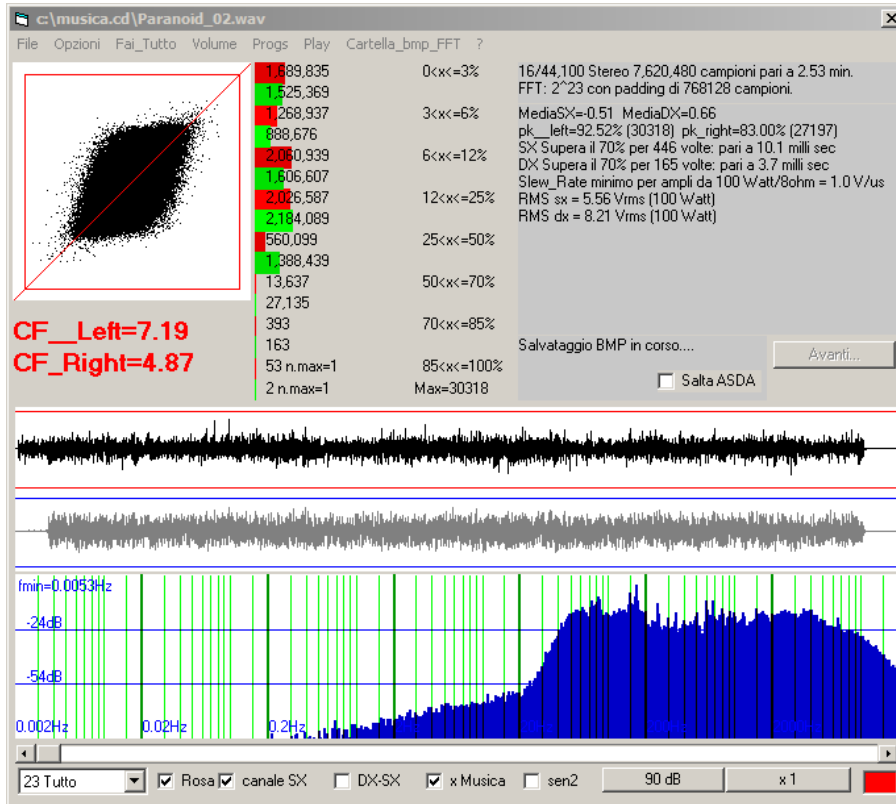 c:\musica.cd\Paranoid_02.wav
File Opzioni Fai_Tutto Volume Progs Play Cartella_bmp_FFT ?
1,689,835 0<x<=3%
1,525,369
1,268,937 3<x<=6%
888,676
2,060,939 6<x<=12%
1,606,607
2,026,587 12<x<=25%
2,184,089
560,099 25<x<=50%
1,388,439
13,637 50<x<=70%
27,135
393 70<x<=85%
163
53 n.max=1 85<x<=100%
2 n.max=1 Max=30318
CF__Left=7.19
CF_Right=4.87
16/44,100 Stereo 7,620,480 campioni pari a 2.53 min.
FFT: 2^23 con padding di 768128 campioni.
MediaSX=-0.51 MediaDX=0.66
pk__left=92.52% (30318) pk_right=83.00% (27197)
SX Supera il 70% per 446 volte: pari a 10.1 milli sec
DX Supera il 70% per 165 volte: pari a 3.7 milli sec
Slew_Rate minimo per ampli da 100 Watt/8ohm = 1.0 V/us
RMS sx = 5.56 Vrms (100 Watt)
RMS dx = 8.21 Vrms (100 Watt)
Salvataggio BMP in corso....
Avanti...
Salta ASDA
fmin=0.0053Hz
-24dB
-54dB
0.002Hz 0.02Hz 0.2Hz
23 Tutto Rosa canale SX DX-SX x Musica sen2 90 dB x 1